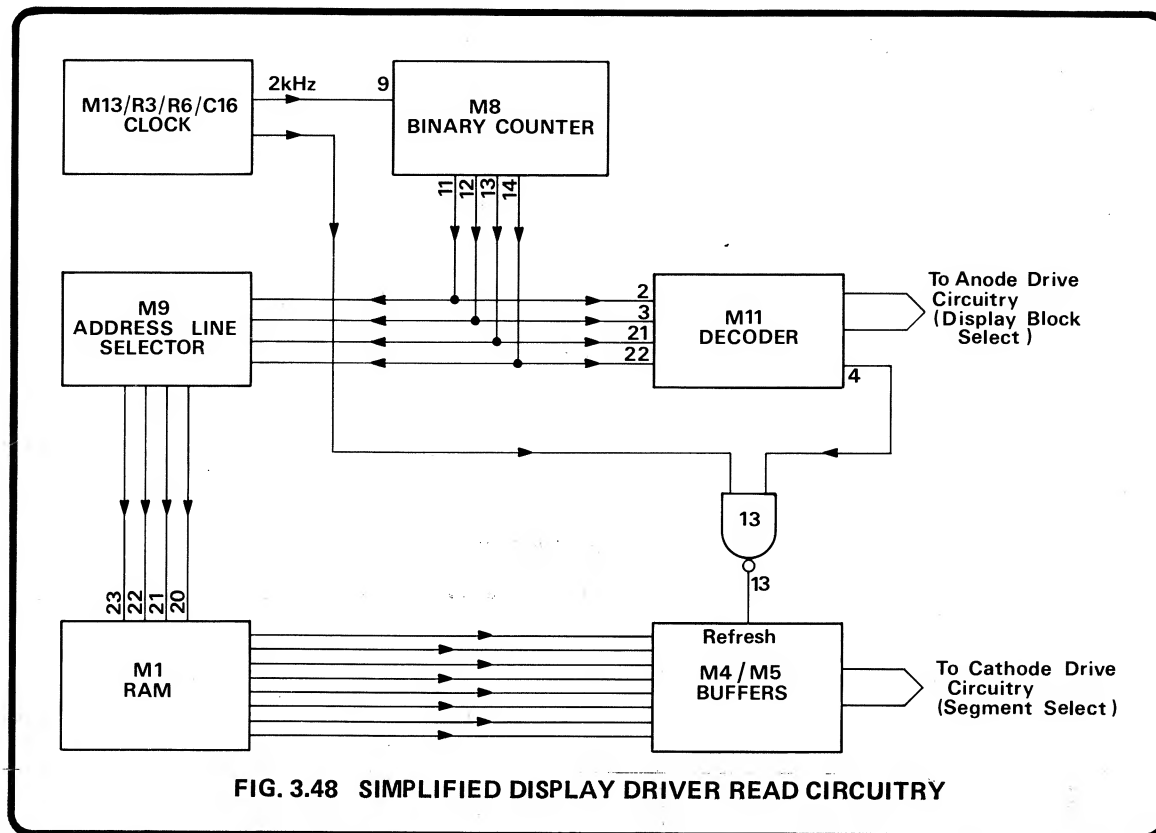 M13/R3/R6/C16
CLOCK
2kHz
9
M8
BINARY COUNTER
11
12
13
14
M9
ADDRESS LINE
SELECTOR
2
3
21
22
M11
DECODER
4
To Anode Drive
Circuitry
(Display Block
Select)
13
13
23
22
21
20
M1
RAM
Refresh
M4/M5
BUFFERS
To Cathode Drive
Circuitry
(Segment Select)
FIG. 3.48 SIMPLIFIED DISPLAY DRIVER READ CIRCUITRY